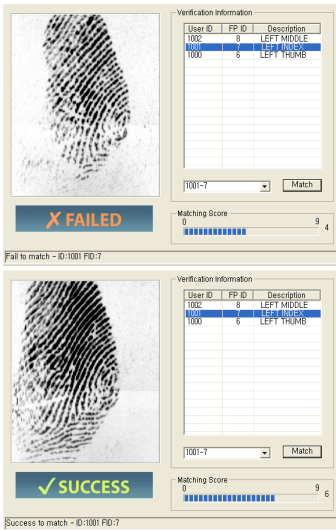 Verification Information
User ID FP ID Description
1002 8 LEFT MIDDLE
1001 7 LEFT INDEX
1000 6 LEFT THUMB
1001-7 Match
✗ FAILED
Matching Score
0 9
4
Fail to match - ID:1001 FID:7
Verification Information
User ID FP ID Description
1002 8 LEFT MIDDLE
1001 7 LEFT INDEX
1000 6 LEFT THUMB
1001-7 Match
✓ SUCCESS
Matching Score
0 9
6
Success to match - ID:1001 FID:7